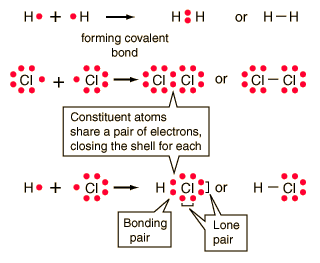 H • + • H → H : H or H—H
forming covalent
bond
Cl • + • Cl → Cl Cl or Cl—Cl
Constituent atoms
share a pair of electrons,
closing the shell for each
H • + • Cl → H Cl or H—Cl
Bonding
pair
Lone
pair